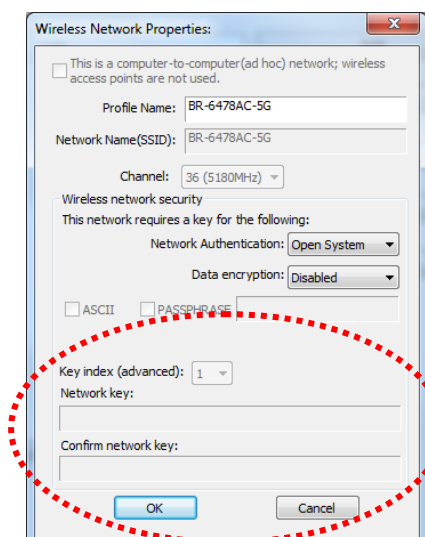 Wireless Network Properties:
This is a computer-to-computer(ad hoc) network; wireless
access points are not used.
Profile Name: BR-6478AC-5G
Network Name(SSID): BR-6478AC-5G
Channel: 36 (5180MHz)
Wireless network security
This network requires a key for the following:
Network Authentication: Open System
Data encryption: Disabled
ASCII PASSPHRASE
Key index (advanced): 1
Network key:
Confirm network key:
OK Cancel